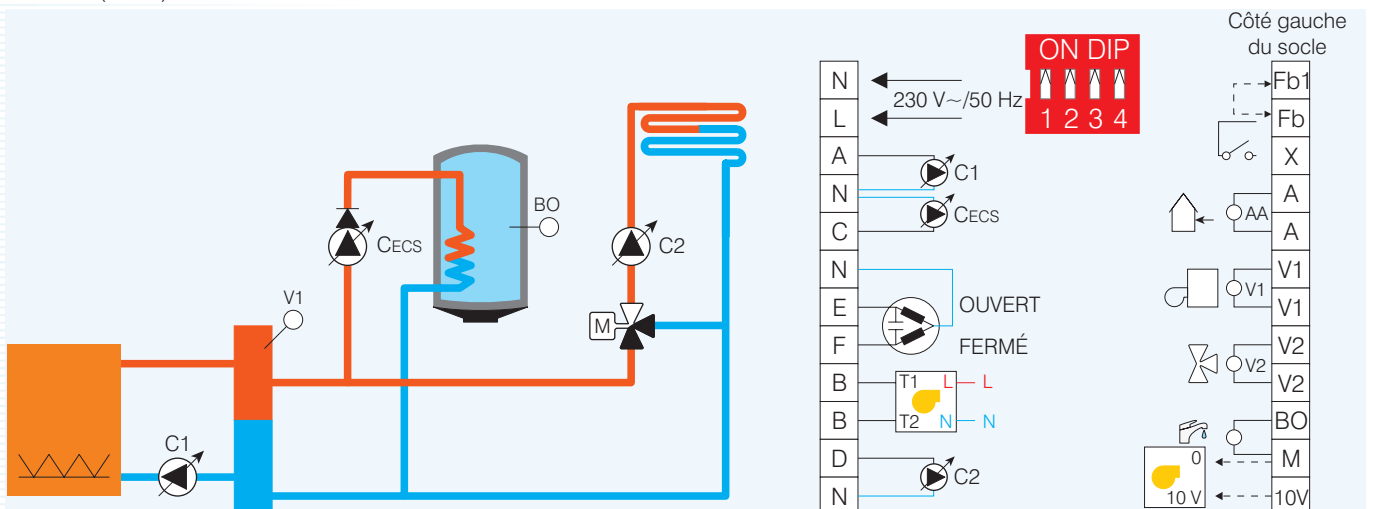 Côté gauche
du socle
V1
C1
CECS
BO
C2
M
N
L
A
N
C
N
E
F
B
B
D
N
230 V~/50 Hz
ON DIP
1 2 3 4
C1
CECS
OUVERT
FERMÉ
T1 L L
T2 N N
C2
Fb1
Fb
X
A
AA
A
V1
V1
V1
V2
V2
V2
BO
M
10V
0
10 V